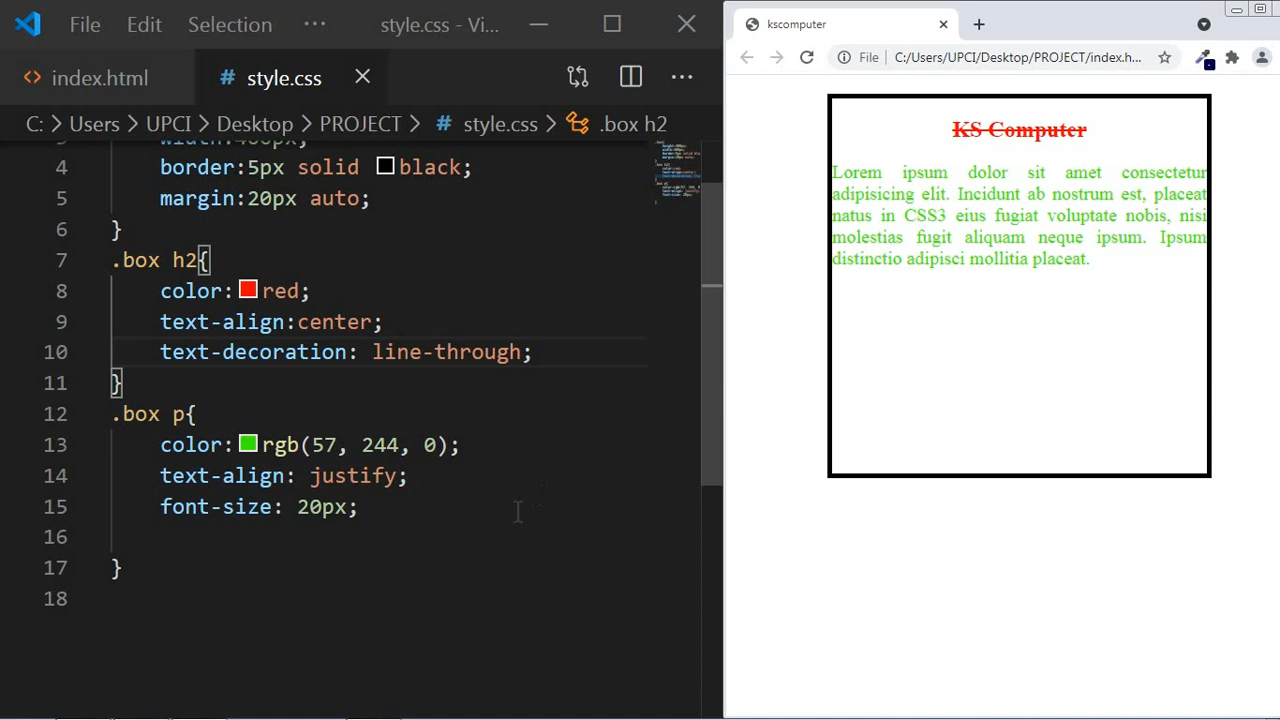 File Edit Selection ··· style.css - Vi...
index.html # style.css
C: > Users > UPCI > Desktop > PROJECT > # style.css > .box h2
4 border:5px solid black;
5 margin:20px auto;
6 }
7 .box h2{
8 color: red;
9 text-align:center;
10 text-decoration: line-through;
11 }
12 .box p{
13 color: rgb(57, 244, 0);
14 text-align: justify;
15 font-size: 20px;
16
17 }
18
kscomputer
File C:/Users/UPCI/Desktop/PROJECT/index.h...
KS Computer
Lorem ipsum dolor sit amet consectetur
adipisicing elit. Incidunt ab nostrum est, placeat
natus in CSS3 eius fugiat voluptate nobis, nisi
molestias fugit aliquam neque ipsum. Ipsum
distinctio adipisci mollitia placeat.